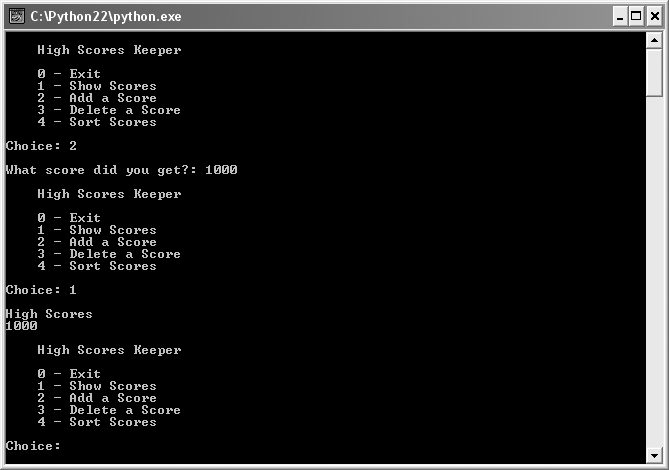 C:\Python22\python.exe
High Scores Keeper
0 - Exit
1 - Show Scores
2 - Add a Score
3 - Delete a Score
4 - Sort Scores
Choice: 2
What score did you get?: 1000
High Scores Keeper
0 - Exit
1 - Show Scores
2 - Add a Score
3 - Delete a Score
4 - Sort Scores
Choice: 1
High Scores
1000
High Scores Keeper
0 - Exit
1 - Show Scores
2 - Add a Score
3 - Delete a Score
4 - Sort Scores
Choice: